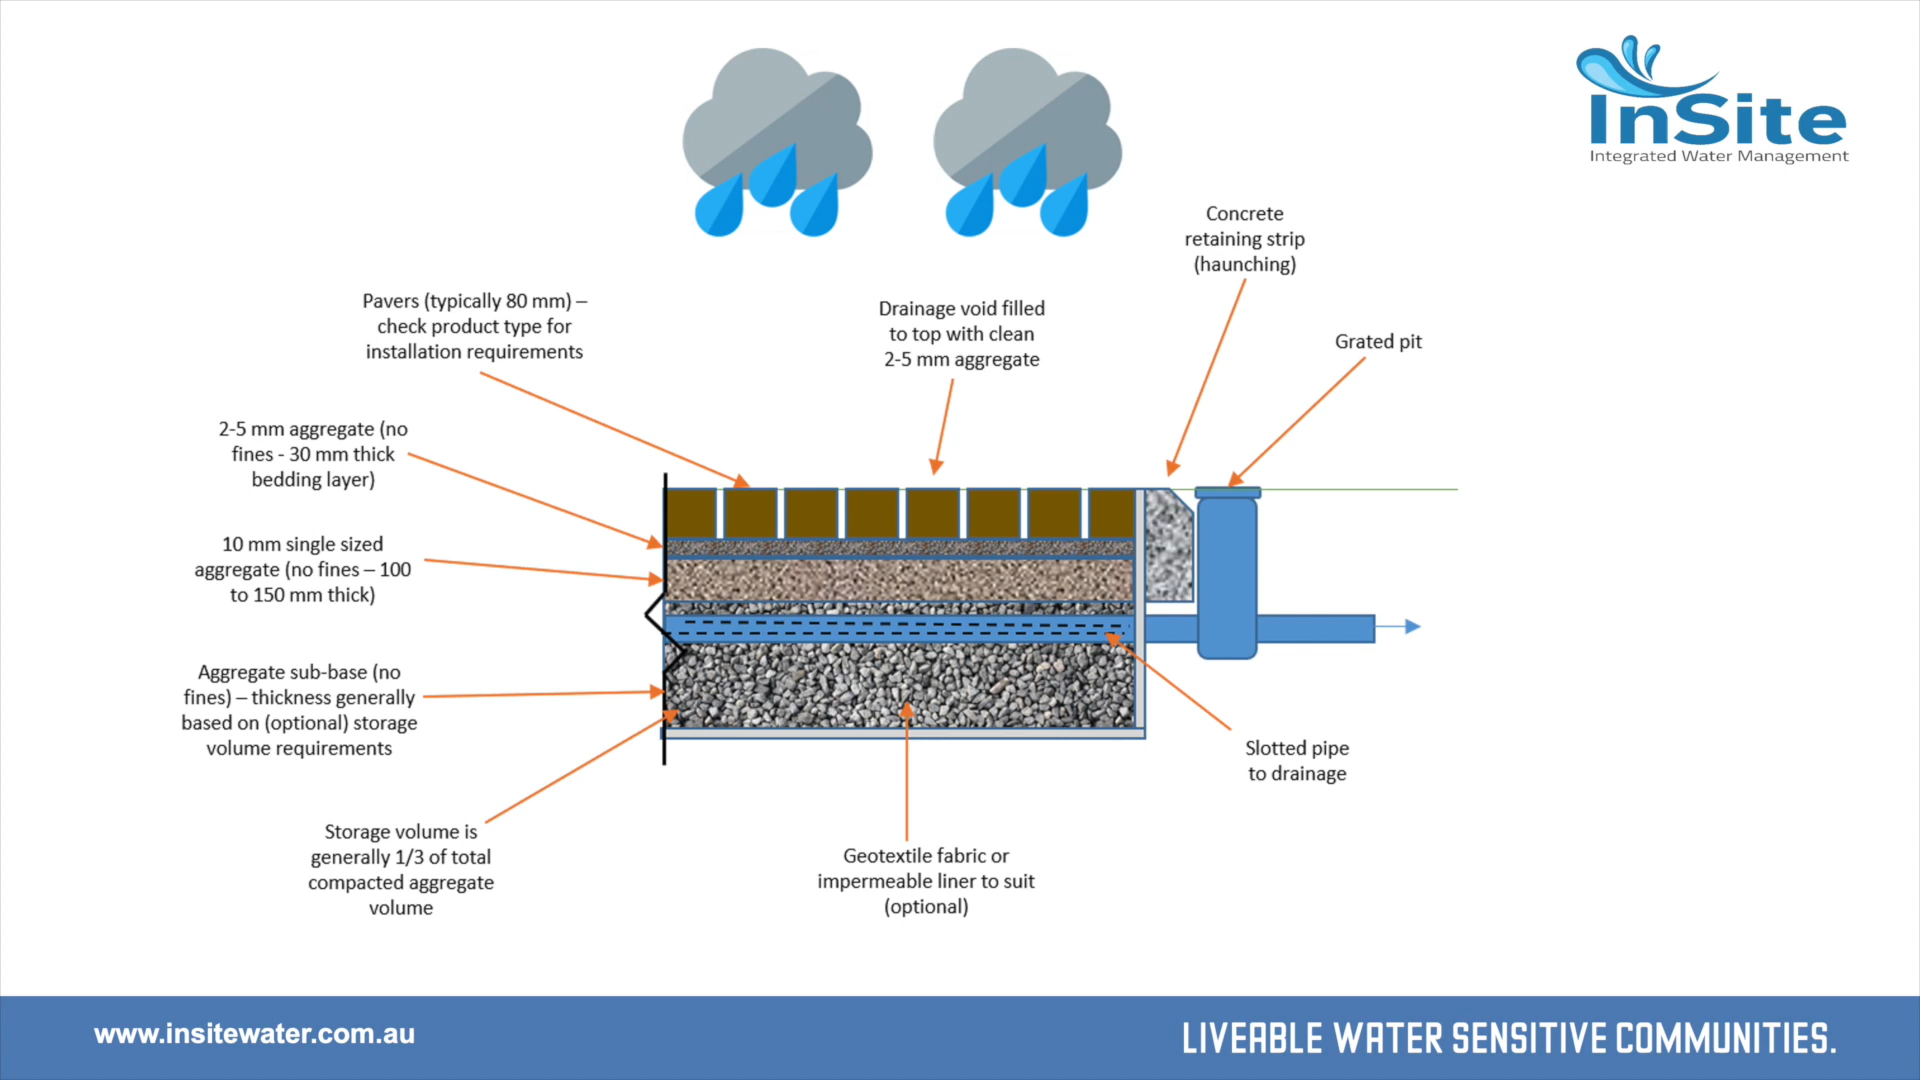 InSite
Integrated Water Management
Concrete
retaining strip
(haunching)
Pavers (typically 80 mm) –
check product type for
installation requirements
Drainage void filled
to top with clean
2-5 mm aggregate
Grated pit
2-5 mm aggregate (no
fines - 30 mm thick
bedding layer)
10 mm single sized
aggregate (no fines – 100
to 150 mm thick)
Aggregate sub-base (no
fines) – thickness generally
based on (optional) storage
volume requirements
Slotted pipe
to drainage
Storage volume is
generally 1/3 of total
compacted aggregate
volume
Geotextile fabric or
impermeable liner to suit
(optional)
www.insitewater.com.au
LIVEABLE WATER SENSITIVE COMMUNITIES.